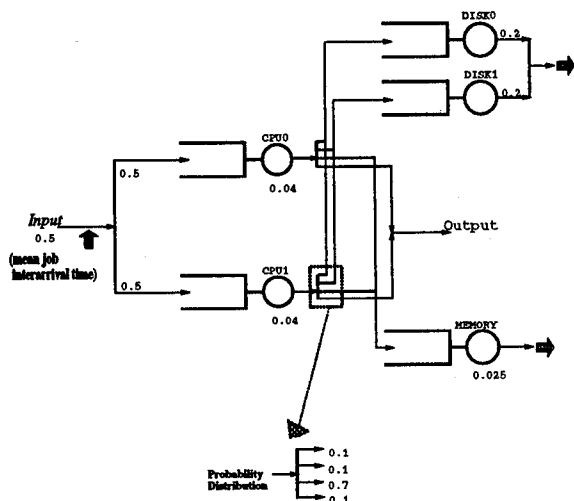 DISK0
0.2
DISK1
0.2
CPU0
0.5
0.04
Input
0.5
Output
(mean job
interarrival time)
CPU1
0.5
0.04
MEMORY
0.025
Probability
Distribution
0.1
0.1
0.7
0.1